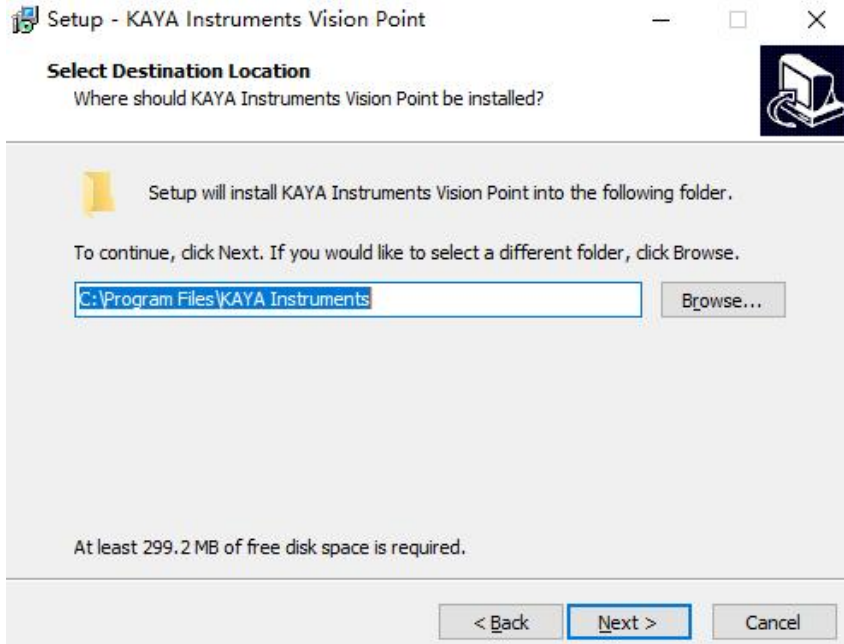 Setup - KAYA Instruments Vision Point
Select Destination Location
Where should KAYA Instruments Vision Point be installed?
Setup will install KAYA Instruments Vision Point into the following folder.
To continue, click Next. If you would like to select a different folder, click Browse.
C:\Program Files\KAYA Instruments
Browse...
At least 299.2 MB of free disk space is required.
< Back
Next >
Cancel